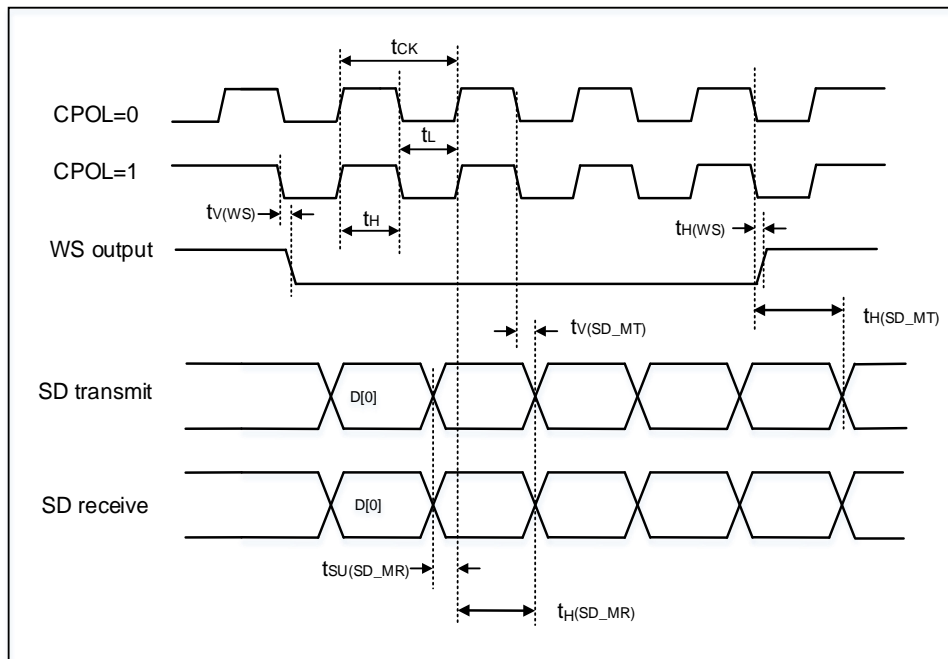 tCK
CPOL=0
tL
CPOL=1
tV(WS)
tH
tH(WS)
WS output
tV(SD_MT)
tH(SD_MT)
SD transmit
D[0]
SD receive
D[0]
tSU(SD_MR)
tH(SD_MR)